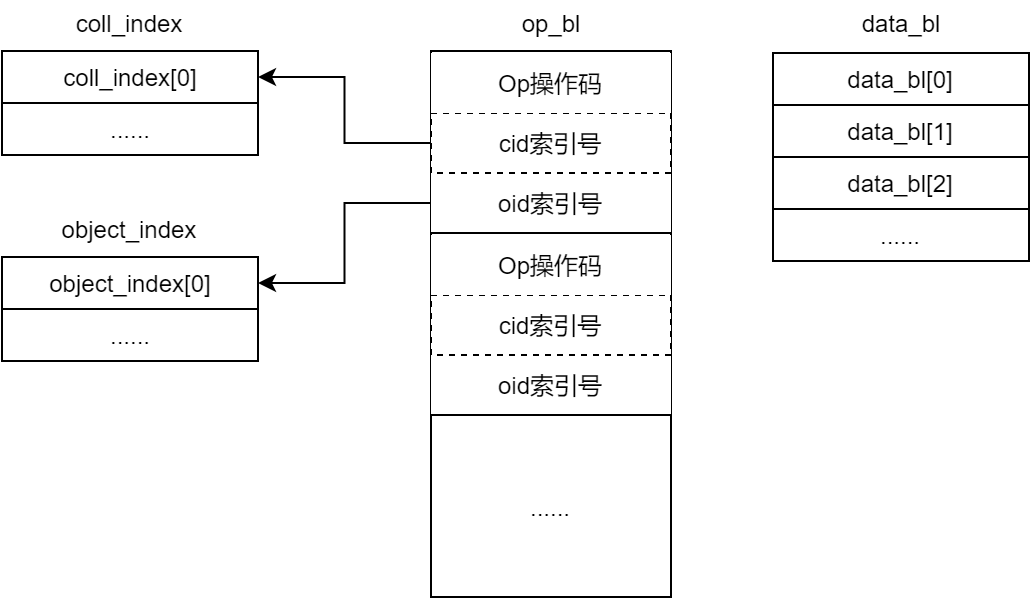 coll_index
coll_index[0]
......
object_index
object_index[0]
......
op_bl
Op操作码
cid索引号
oid索引号
Op操作码
cid索引号
oid索引号
......
data_bl
data_bl[0]
data_bl[1]
data_bl[2]
......